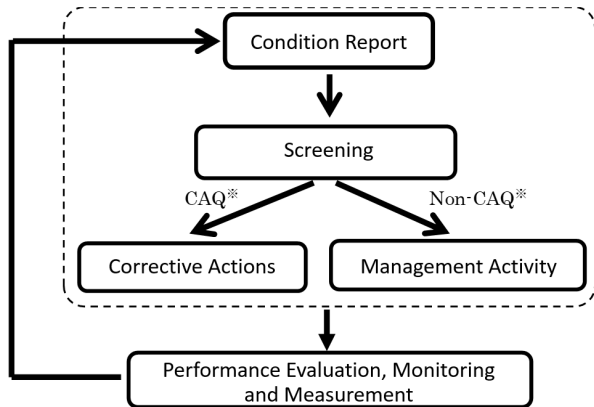 Condition Report
Screening
CAQ※
Non-CAQ※
Corrective Actions
Management Activity
Performance Evaluation, Monitoring
and Measurement